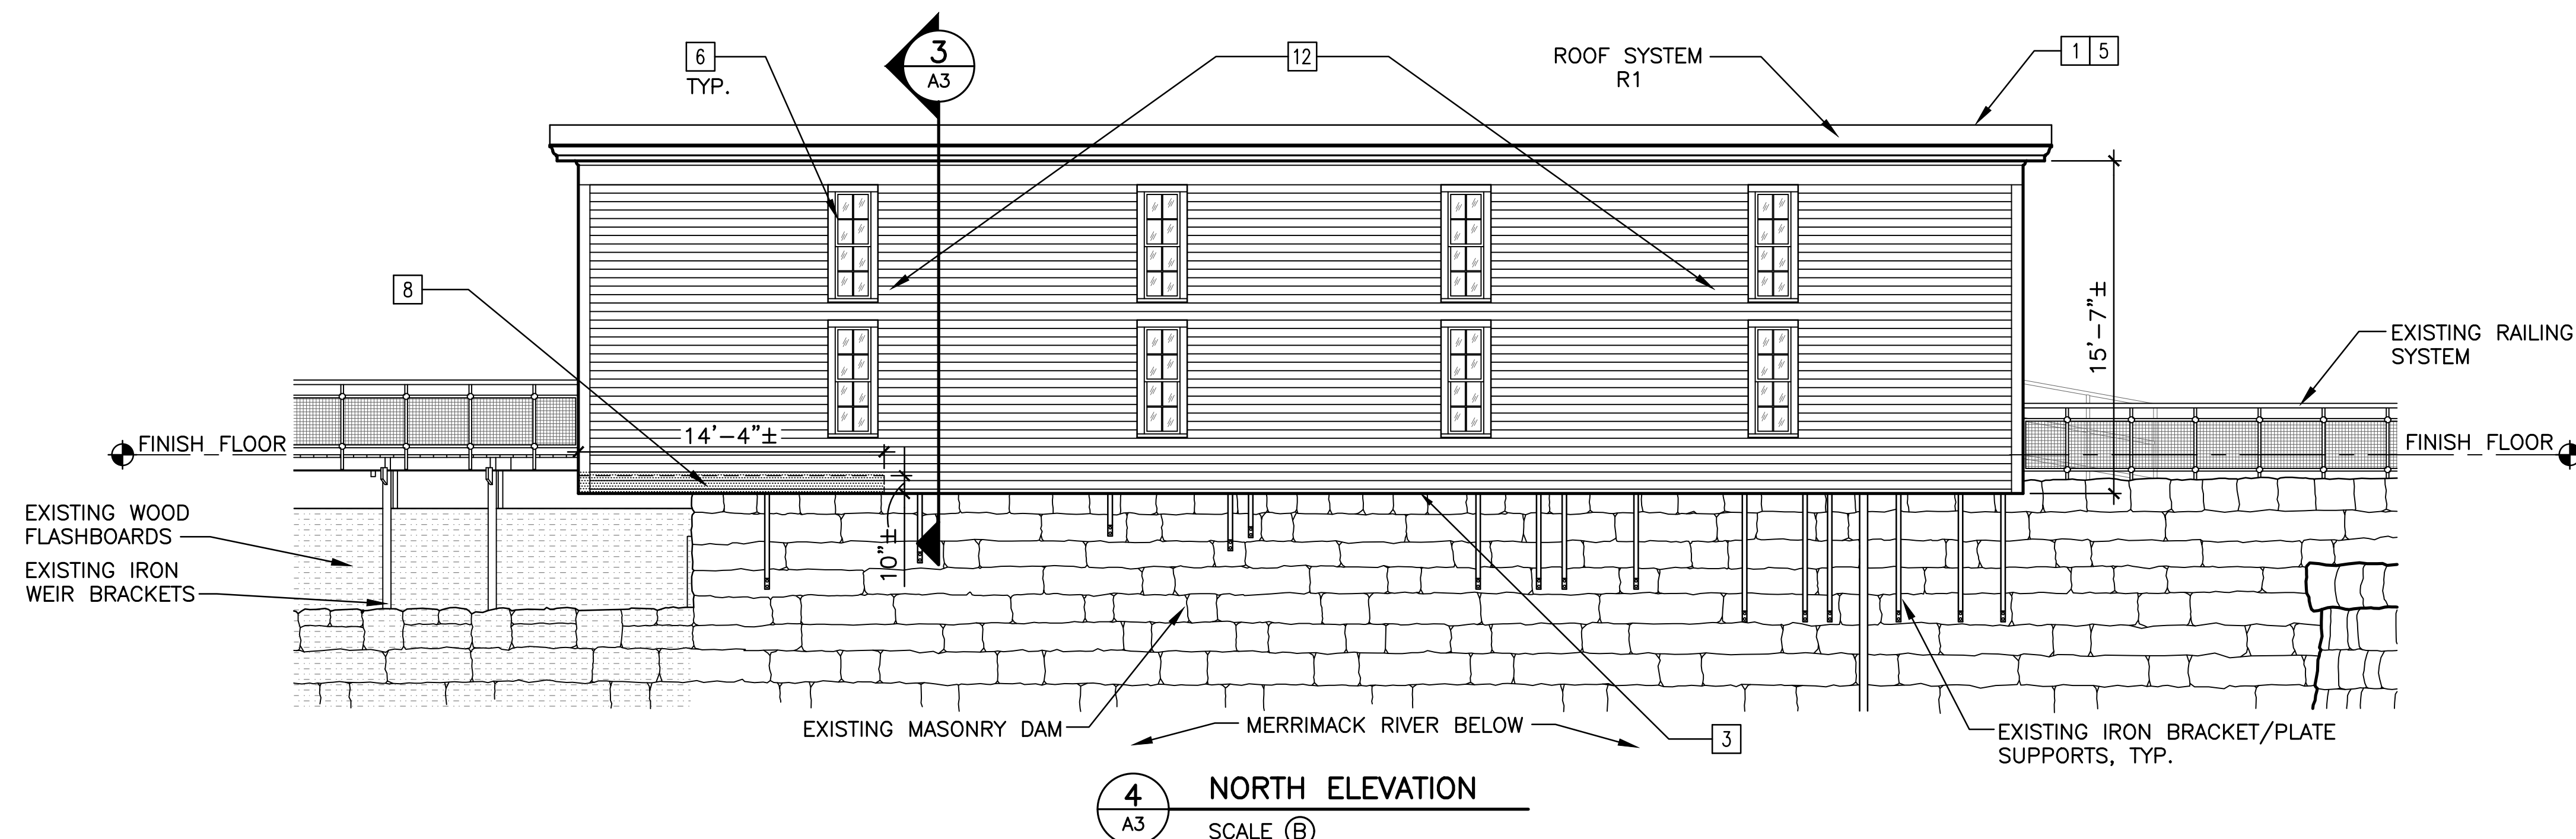 6
TYP.
3
A3
12
ROOF SYSTEM
R1
1 5
8
15'-7"±
EXISTING RAILING
SYSTEM
FINISH FLOOR
14'-4"±
FINISH FLOOR
10"±
EXISTING WOOD
FLASHBOARDS
EXISTING IRON
WEIR BRACKETS
EXISTING MASONRY DAM
MERRIMACK RIVER BELOW
3
EXISTING IRON BRACKET/PLATE
SUPPORTS, TYP.
4
A3
NORTH ELEVATION
SCALE B